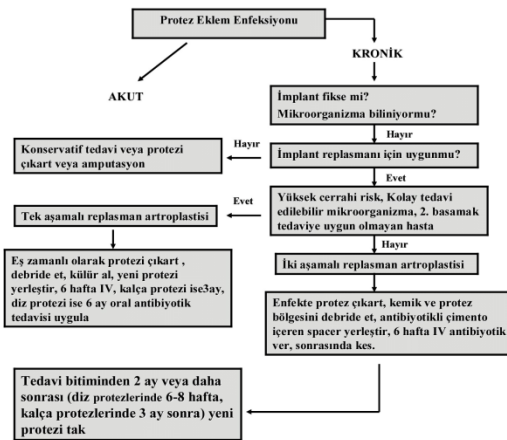 Protez Eklem Enfeksiyonu
KRONİK
AKUT
İmplant fikse mi?
Mikroorganizma biliniyormu?
Hayır
Konservatif tedavi veya protezi
çıkart veya amputasyon
Hayır
İmplant replasmanı için uygunmu?
Evet
Yüksek cerrahi risk, Kolay tedavi
edilebilir mikroorganizma, 2. basamak
tedaviye uygun olmayan hasta
Evet
Tek aşamalı replasman artroplastisi
Hayır
İki aşamalı replasman artroplastisi
Eş zamanlı olarak protezi çıkart ,
debride et, külür al, yeni protezi
yerleştir, 6 hafta IV, kalça protezi ise3ay,
diz protezi ise 6 ay oral antibiyotik
tedavisi uygula
Enfekte protez çıkart, kemik ve protez
bölgesini debride et, antibiyotikli çimento
içeren spacer yerleştir, 6 hafta IV antibiyotik
ver, sonrasında kes.
Tedavi bitiminden 2 ay veya daha
sonrası (diz protezlerinde 6-8 hafta,
kalça protezlerinde 3 ay sonra) yeni
protezi tak